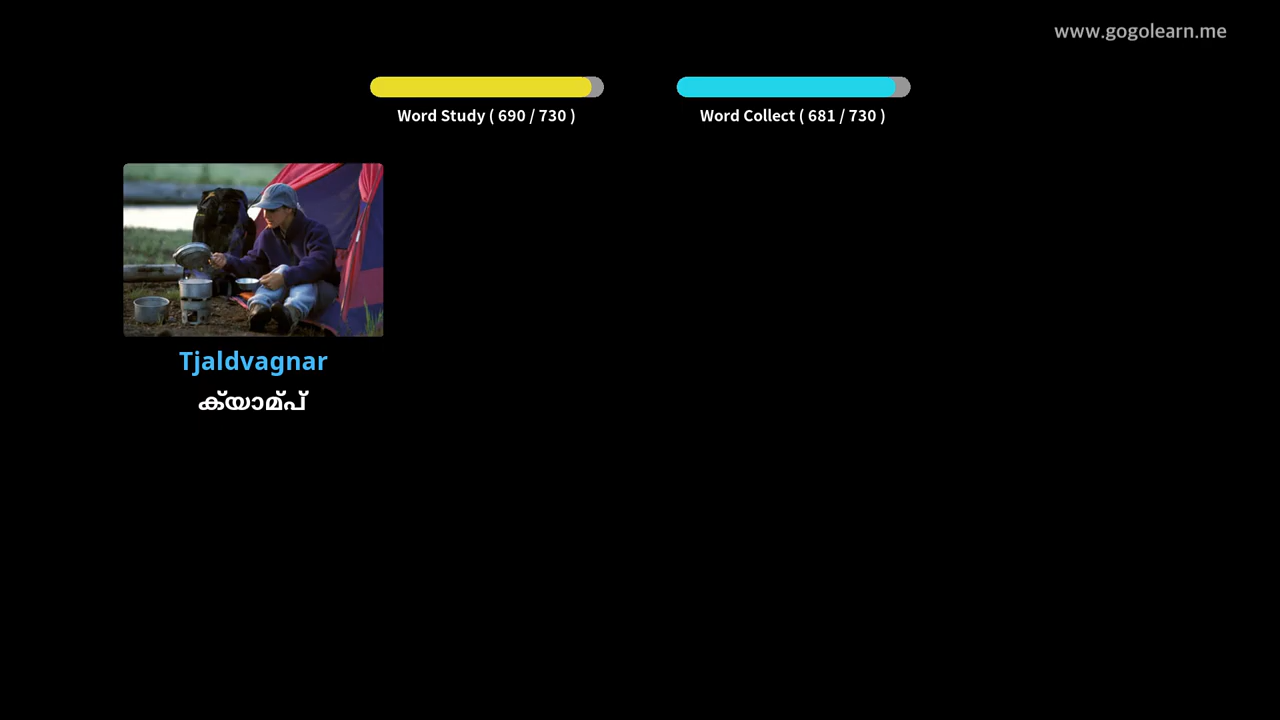 www.gogolearn.me
Word Study ( 690 / 730 )
Word Collect ( 681 / 730 )
Tjaldvagnar
ക്യാമ്പ്